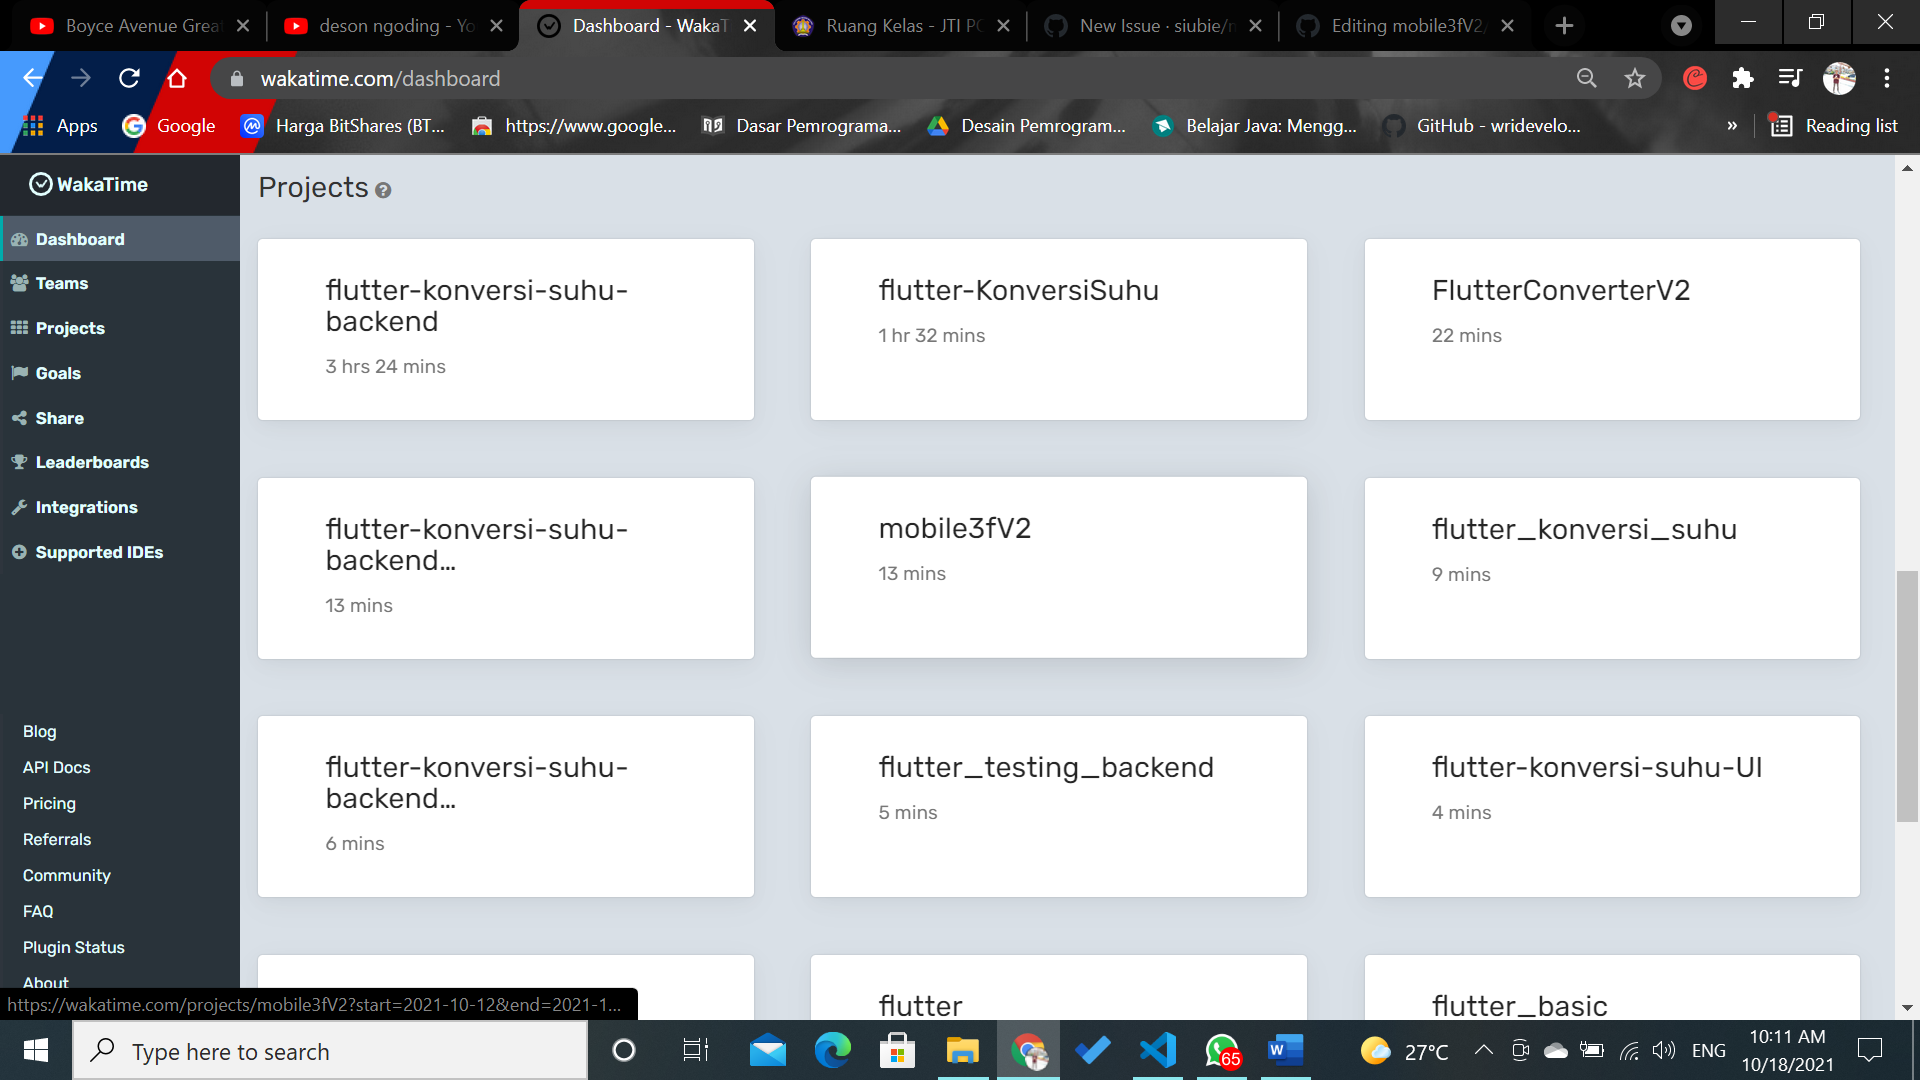 Boyce Avenue Grea
deson ngoding - Yo
Dashboard - WakaT
Ruang Kelas - JTI PO
New Issue · siubie/m
Editing mobile3fV2/
wakatime.com/dashboard
Apps
Google
Harga BitShares (BT...
https://www.google...
Dasar Pemrograma...
Desain Pemrogram...
Belajar Java: Mengg...
GitHub - wridevelo...
»
Reading list
WakaTime
Dashboard
Teams
Projects
Goals
Share
Leaderboards
Integrations
Supported IDEs
Blog
API Docs
Pricing
Referrals
Community
FAQ
Plugin Status
About
Projects ?
flutter-konversi-suhu-
backend
3 hrs 24 mins
flutter-KonversiSuhu
1 hr 32 mins
FlutterConverterV2
22 mins
flutter-konversi-suhu-
backend...
13 mins
mobile3fV2
13 mins
flutter_konversi_suhu
9 mins
flutter-konversi-suhu-
backend...
6 mins
flutter_testing_backend
5 mins
flutter-konversi-suhu-UI
4 mins
flutter
flutter_basic
https://wakatime.com/projects/mobile3fV2?start=2021-10-12&end=2021-1...
Type here to search
65
W
27°C
ENG
10:11 AM
10/18/2021